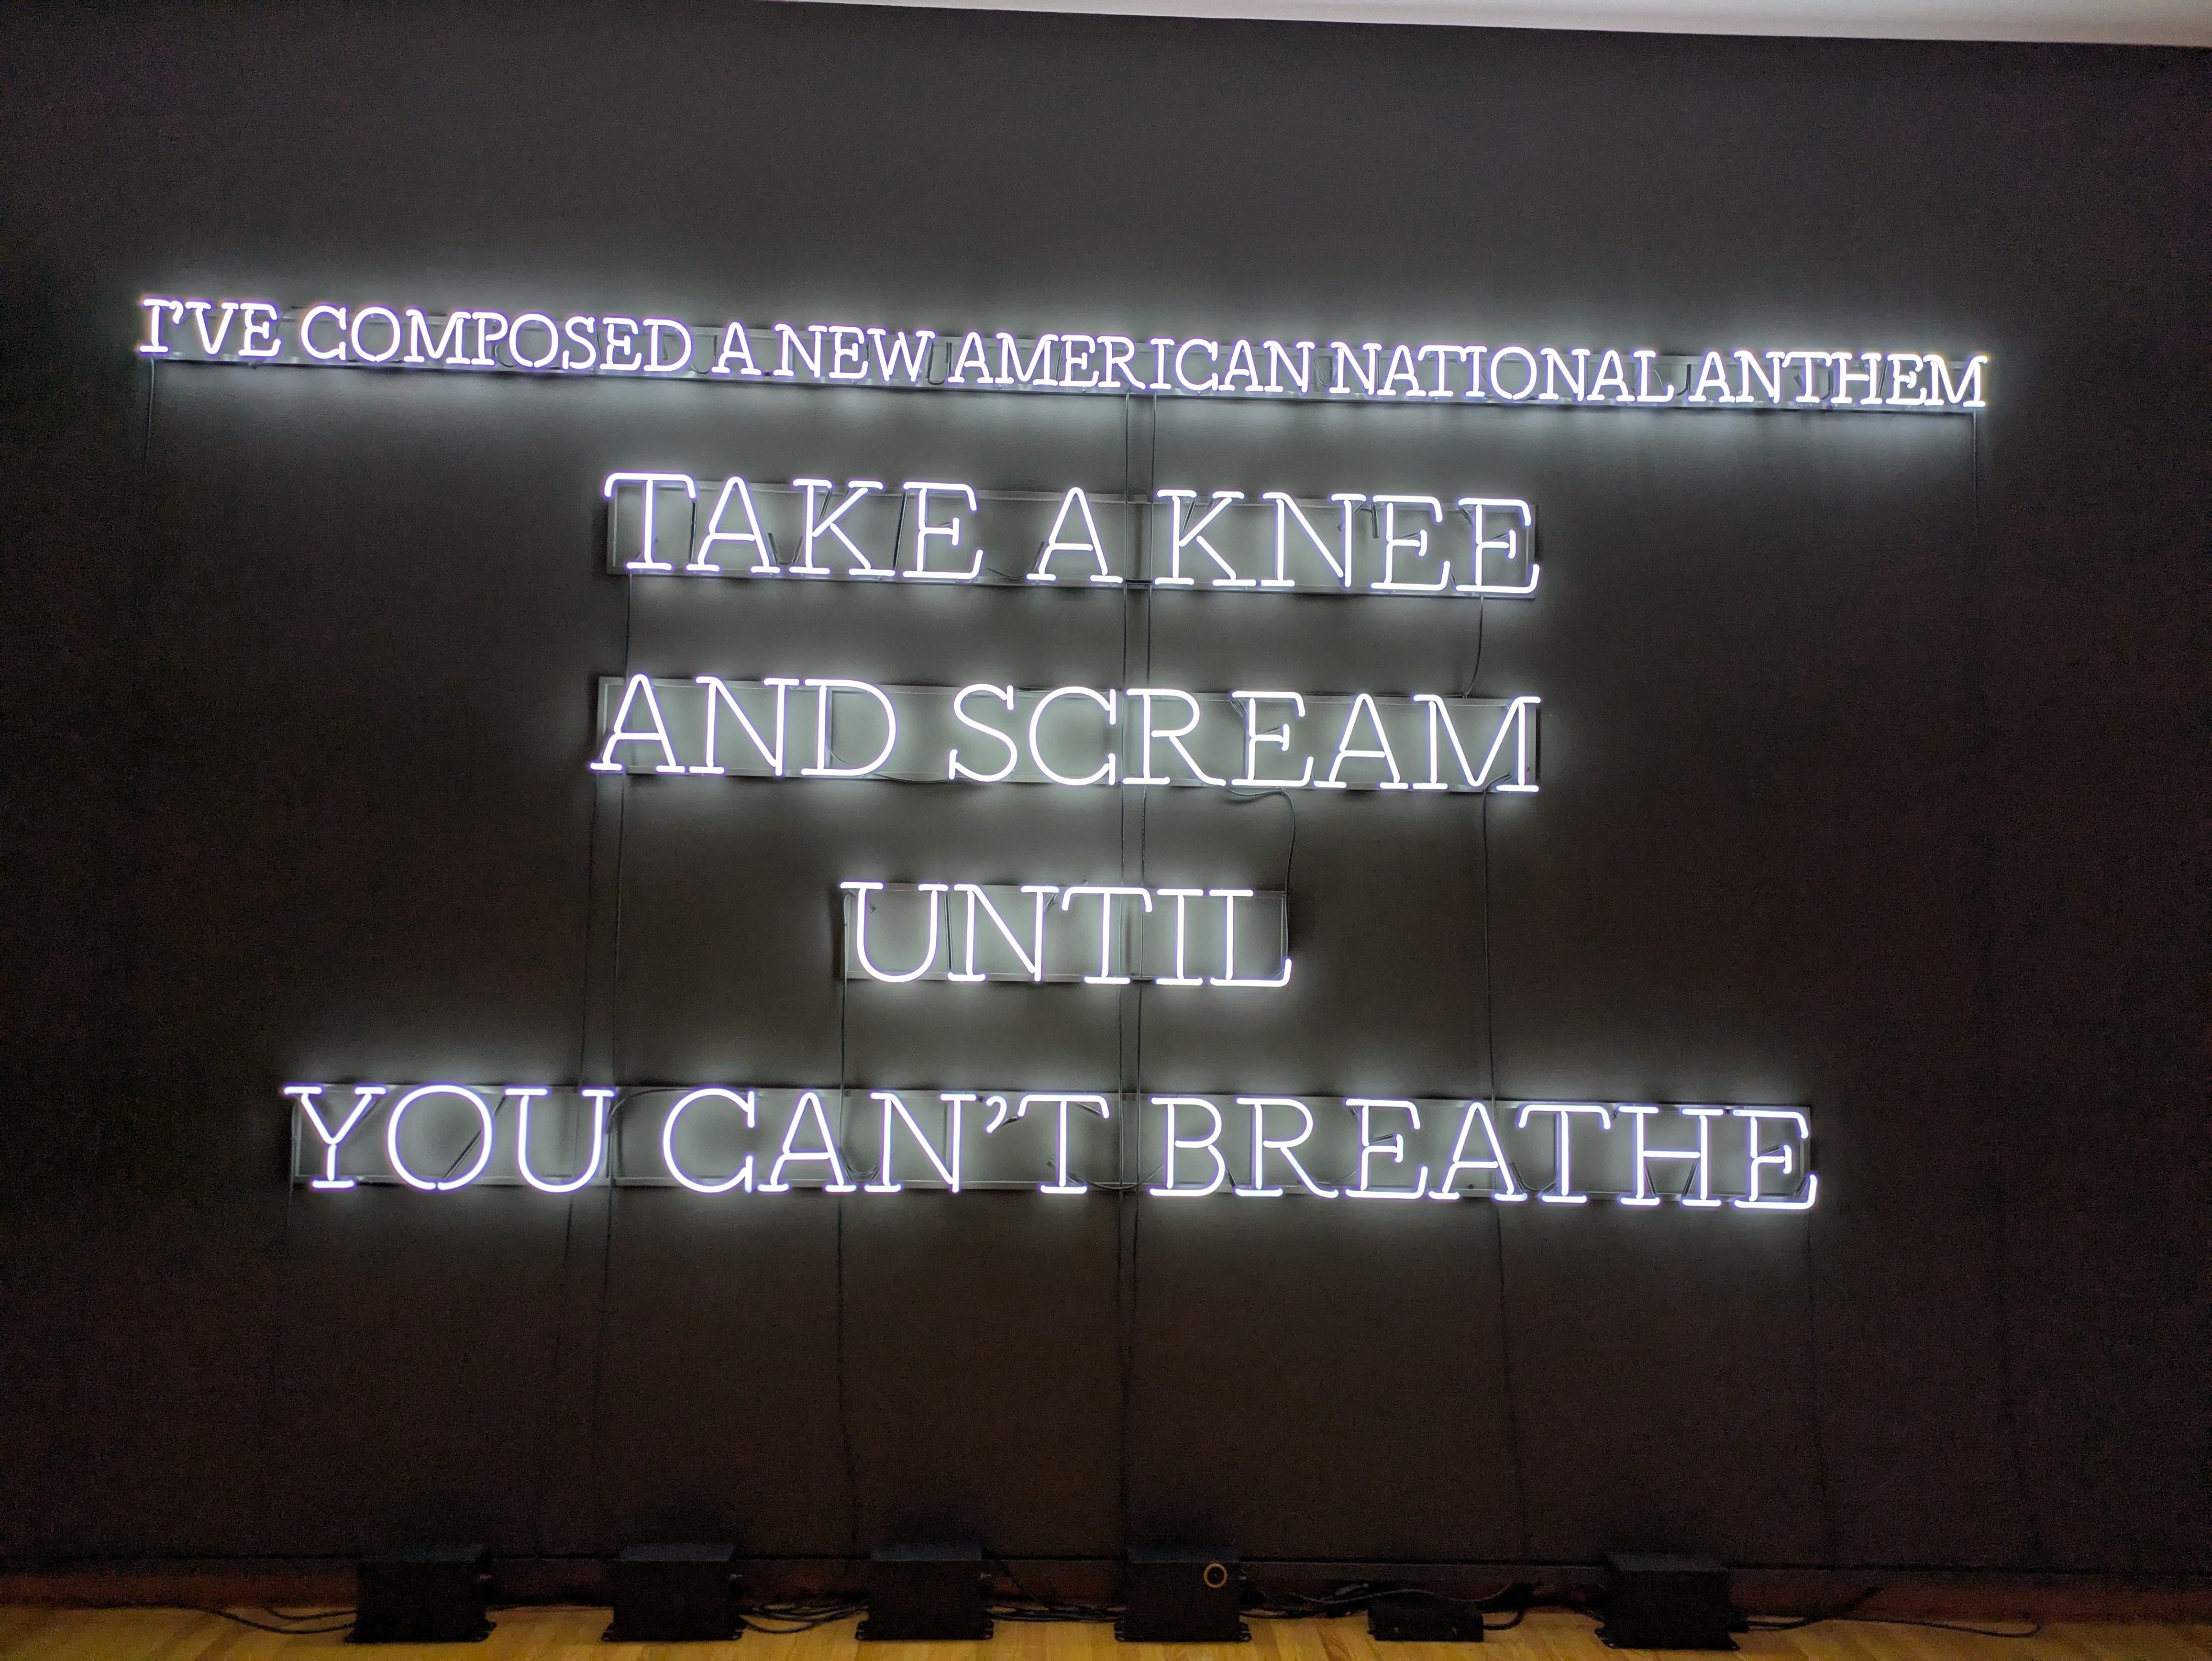 I'VE COMPOSED A NEW AMERICAN NATIONAL ANTHEM
TAKE A KNEE
AND SCREAM
UNTIL
YOU CAN'T BREATHE